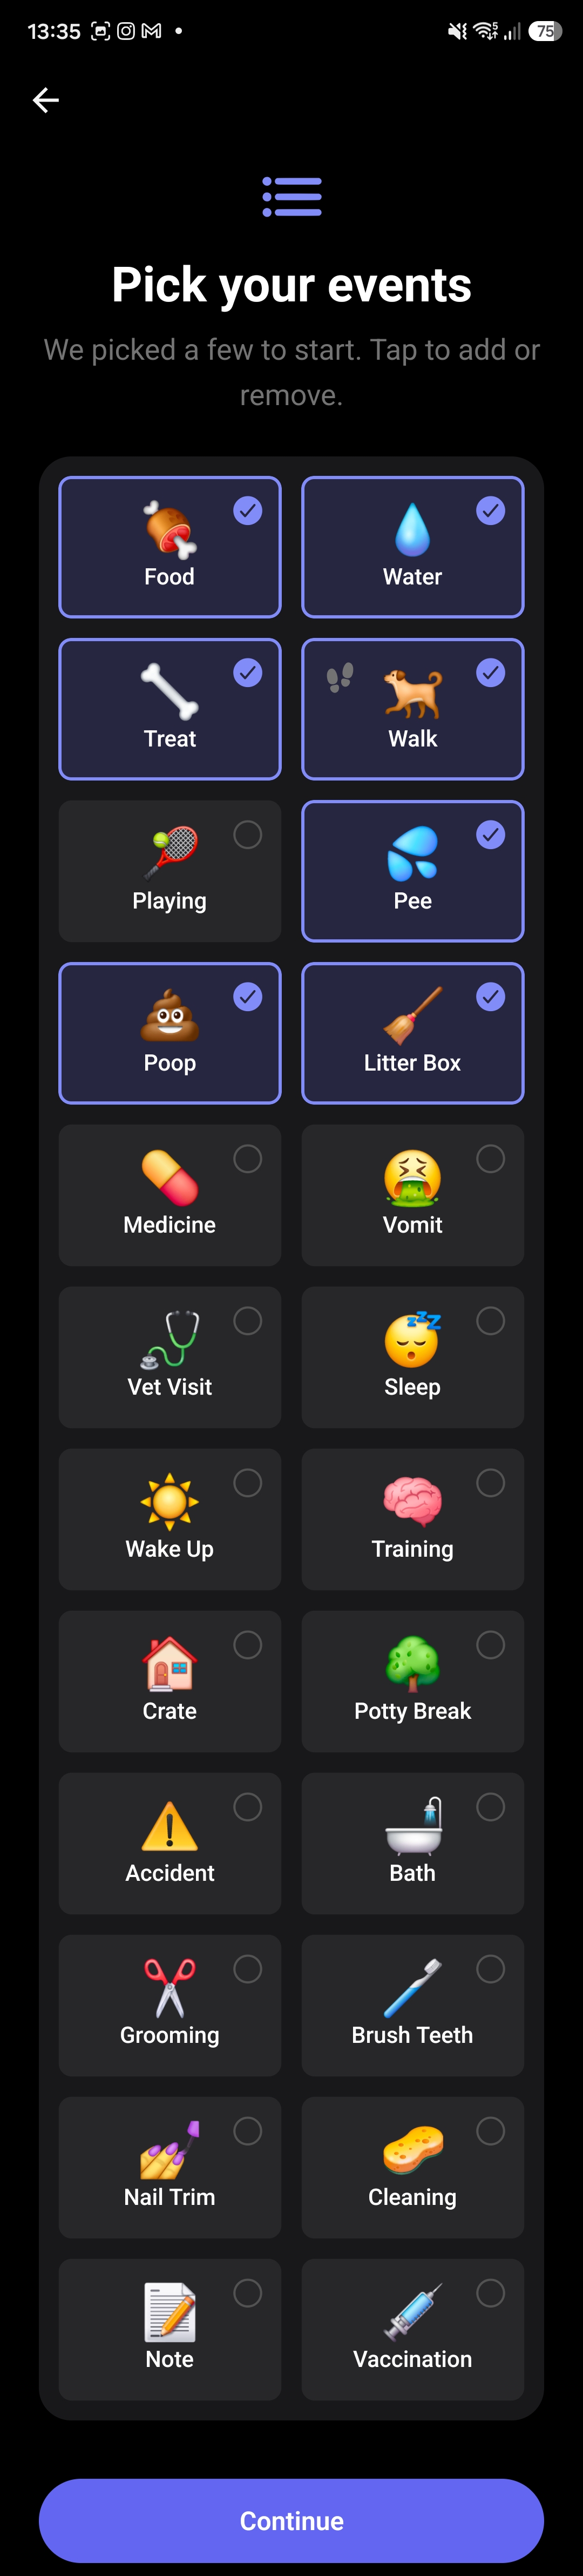 13:35
5
75
Pick your events
We picked a few to start. Tap to add or
remove.
Food
Water
Treat
Walk
Playing
Pee
Poop
Litter Box
Medicine
Vomit
Vet Visit
Sleep
Wake Up
Training
Crate
Potty Break
Accident
Bath
Grooming
Brush Teeth
Nail Trim
Cleaning
Note
Vaccination
Continue